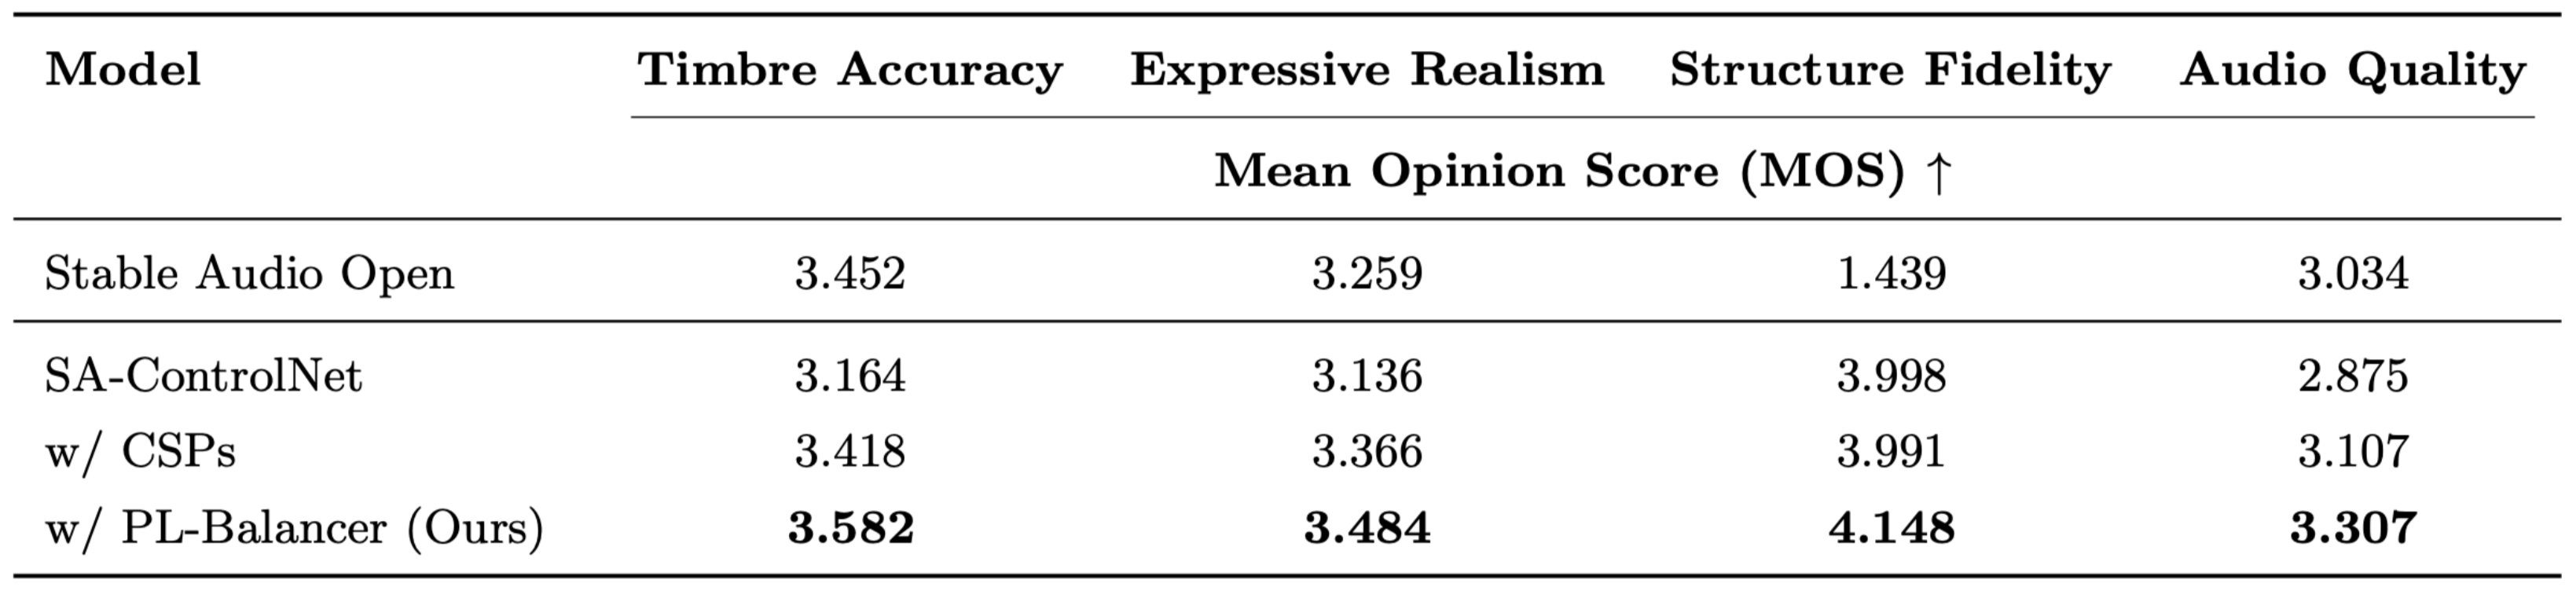 Model Timbre Accuracy Expressive Realism Structure Fidelity Audio Quality
Mean Opinion Score (MOS) ↑
Stable Audio Open 3.452 3.259 1.439 3.034
SA-ControlNet 3.164 3.136 3.998 2.875
w/ CSPs 3.418 3.366 3.991 3.107
w/ PL-Balancer (Ours) 3.582 3.484 4.148 3.307